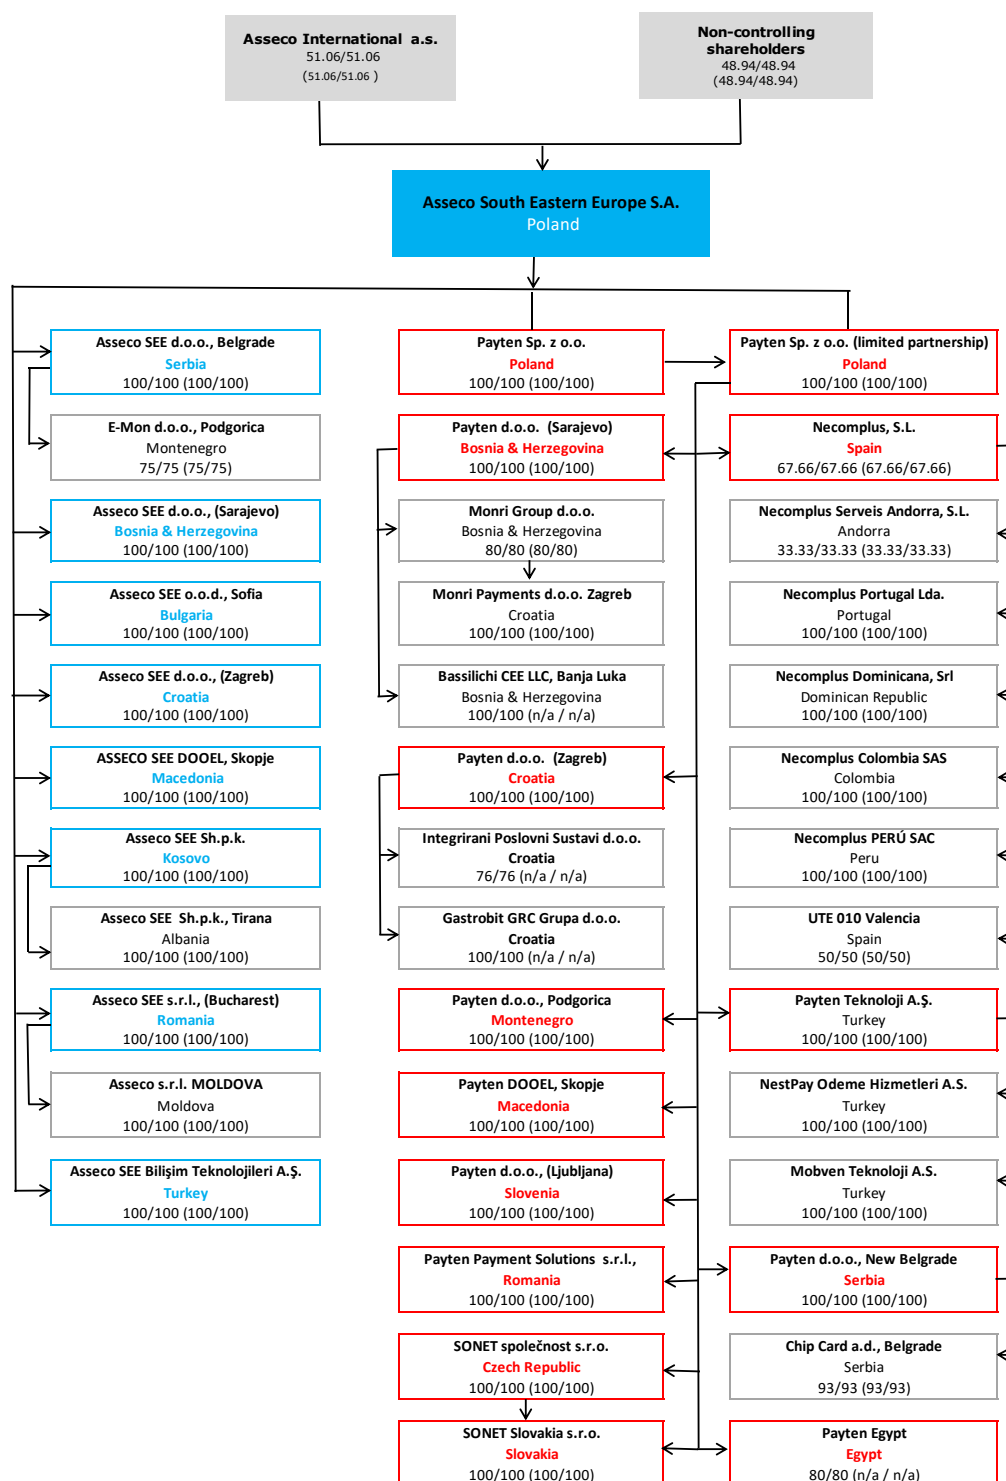 Asseco International a.s.
51.06/51.06
(51.06/51.06 )
Non-controlling
shareholders
48.94/48.94
(48.94/48.94)
Asseco South Eastern Europe S.A.
Poland
Asseco SEE d.o.o., Belgrade
Serbia
100/100 (100/100)
E-Mon d.o.o., Podgorica
Montenegro
75/75 (75/75)
Asseco SEE d.o.o., (Sarajevo)
Bosnia & Herzegovina
100/100 (100/100)
Asseco SEE o.o.d., Sofia
Bulgaria
100/100 (100/100)
Asseco SEE d.o.o., (Zagreb)
Croatia
100/100 (100/100)
ASSECO SEE DOOEL, Skopje
Macedonia
100/100 (100/100)
Asseco SEE Sh.p.k.
Kosovo
100/100 (100/100)
Asseco SEE  Sh.p.k., Tirana
Albania
100/100 (100/100)
Asseco SEE s.r.l., (Bucharest)
Romania
100/100 (100/100)
Asseco s.r.l. MOLDOVA
Moldova
100/100 (100/100)
Asseco SEE Bilişim Teknolojileri A.Ş.
Turkey
100/100 (100/100)
Payten Sp. z o.o.
Poland
100/100 (100/100)
Payten d.o.o.  (Sarajevo)
Bosnia & Herzegovina
100/100 (100/100)
Monri Group d.o.o.
Bosnia & Herzegovina
80/80 (80/80)
Monri Payments d.o.o. Zagreb
Croatia
100/100 (100/100)
Bassilichi CEE LLC, Banja Luka
Bosnia & Herzegovina
100/100 (n/a / n/a)
Payten d.o.o.  (Zagreb)
Croatia
100/100 (100/100)
Integrirani Poslovni Sustavi d.o.o.
Croatia
76/76 (n/a / n/a)
Gastrobit GRC Grupa d.o.o.
Croatia
100/100 (n/a / n/a)
Payten d.o.o., Podgorica
Montenegro
100/100 (100/100)
Payten DOOEL, Skopje
Macedonia
100/100 (100/100)
Payten d.o.o., (Ljubljana)
Slovenia
100/100 (100/100)
Payten Payment Solutions  s.r.l.,
Romania
100/100 (100/100)
SONET společnost s.r.o.
Czech Republic
100/100 (100/100)
SONET Slovakia s.r.o.
Slovakia
100/100 (100/100)
Payten Sp. z o.o. (limited partnership)
Poland
100/100 (100/100)
Necomplus, S.L.
Spain
67.66/67.66 (67.66/67.66)
Necomplus Serveis Andorra, S.L.
Andorra
33.33/33.33 (33.33/33.33)
Necomplus Portugal Lda.
Portugal
100/100 (100/100)
Necomplus Dominicana, Srl
Dominican Republic
100/100 (100/100)
Necomplus Colombia SAS
Colombia
100/100 (100/100)
Necomplus PERÚ SAC
Peru
100/100 (100/100)
UTE 010 Valencia
Spain
50/50 (50/50)
Payten Teknoloji A.Ş.
Turkey
100/100 (100/100)
NestPay Odeme Hizmetleri A.S.
Turkey
100/100 (100/100)
Mobven Teknoloji A.S.
Turkey
100/100 (100/100)
Payten d.o.o., New Belgrade
Serbia
100/100 (100/100)
Chip Card a.d., Belgrade
Serbia
93/93 (93/93)
Payten Egypt
Egypt
80/80 (n/a / n/a)